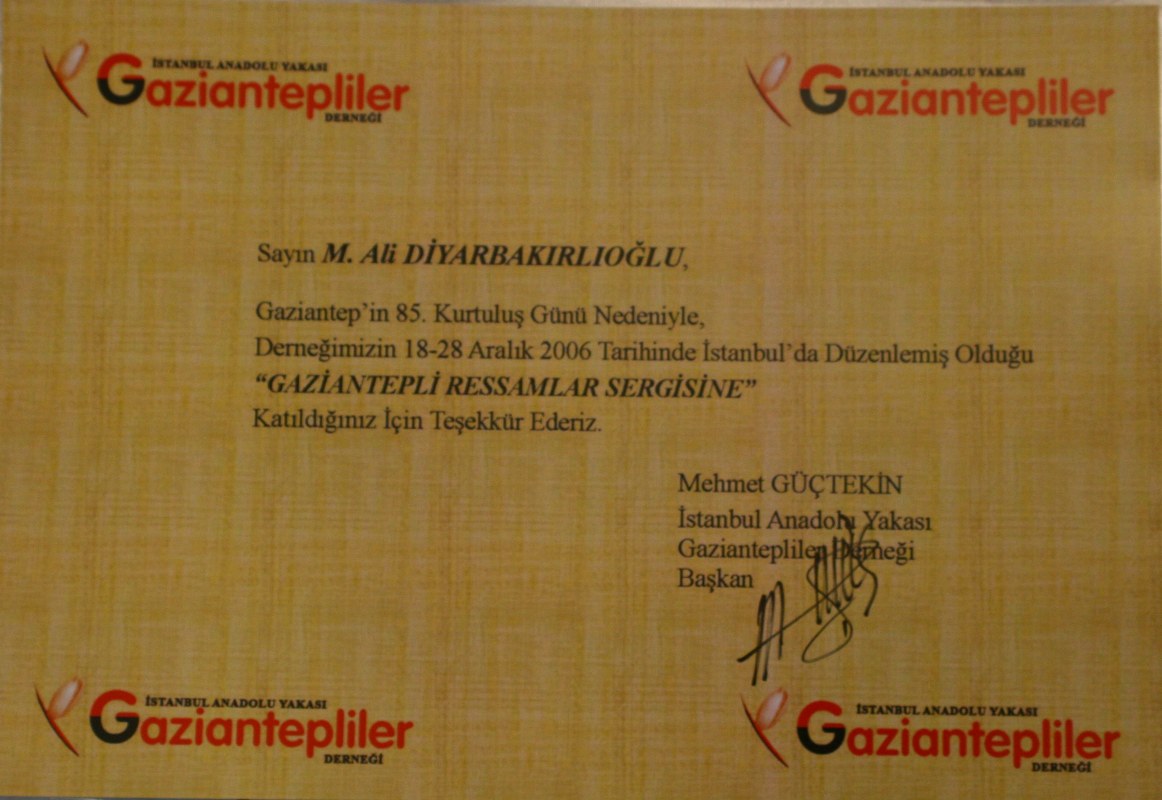 İSTANBUL ANADOLU YAKASI
Gaziantepliler
DERNEĞİ
İSTANBUL ANADOLU YAKASI
Gaziantepliler
DERNEĞİ
Sayın M. Ali DİYARBAKIRLIOĞLU,
Gaziantep'in 85. Kurtuluş Günü Nedeniyle,
Derneğimizin 18-28 Aralık 2006 Tarihinde İstanbul'da Düzenlemiş Olduğu
“GAZİANTEPLİ RESSAMLAR SERGİSİNE”
Katıldığınız İçin Teşekkür Ederiz.
Mehmet GÜÇTEKİN
İstanbul Anadolu Yakası
Gaziantepliler Derneği
Başkan
İSTANBUL ANADOLU YAKASI
Gaziantepliler
DERNEĞİ
İSTANBUL ANADOLU YAKASI
Gaziantepliler
DERNEĞİ